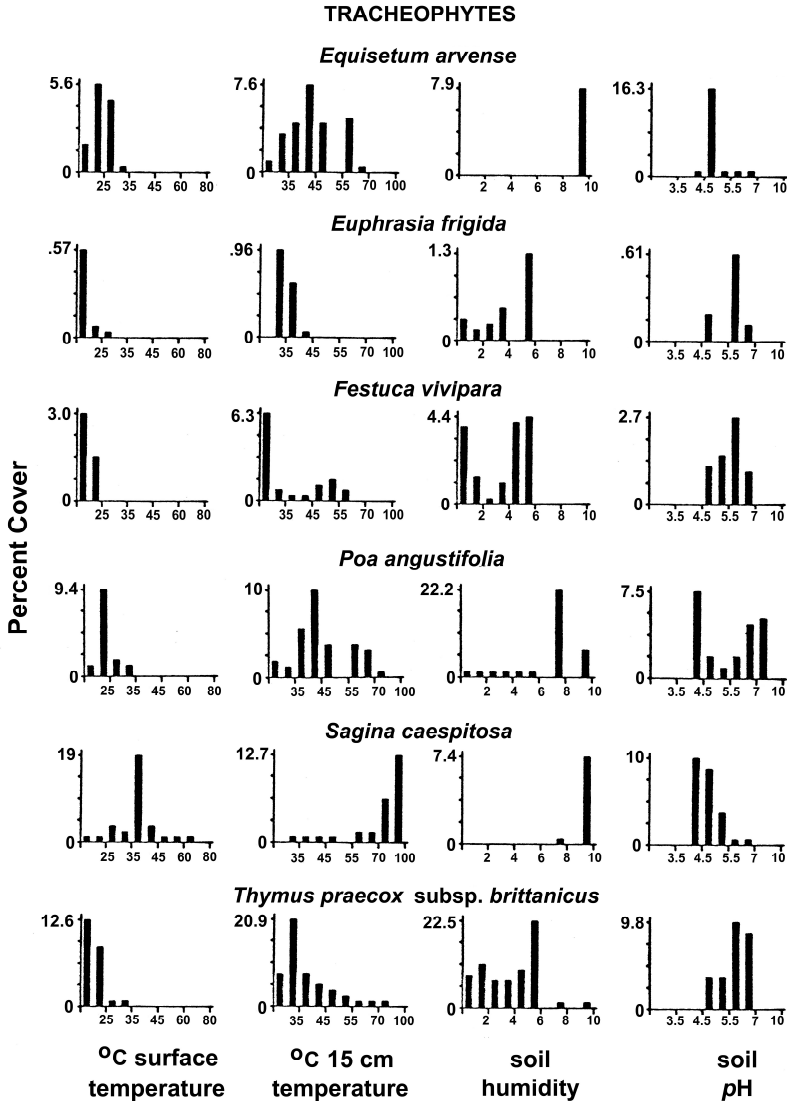 TRACHEOPHYTES
Equisetum arvense
5.6
0
25 35 45 60 80
7.6
0
35 45 55 70 100
7.9
0
2 4 6 8 10
16.3
0
3.5 4.5 5.5 7 10
Euphrasia frigida
.57
0
25 35 45 60 80
.96
0
35 45 55 70 100
1.3
0
2 4 6 8 10
.61
0
3.5 4.5 5.5 7 10
Festuca vivipara
3.0
0
25 35 45 60 80
6.3
0
35 45 55 70 100
4.4
0
2 4 6 8 10
2.7
0
3.5 4.5 5.5 7 10
Percent Cover
Poa angustifolia
9.4
0
25 35 45 60 80
10
0
35 45 55 70 100
22.2
0
2 4 6 8 10
7.5
0
3.5 4.5 5.5 7 10
Sagina caespitosa
19
0
25 35 45 60 80
12.7
0
35 45 55 70 100
7.4
0
2 4 6 8 10
10
0
3.5 4.5 5.5 7 10
Thymus praecox subsp. brittanicus
12.6
0
25 35 45 60 80
20.9
0
35 45 55 70 100
22.5
0
2 4 6 8 10
9.8
0
3.5 4.5 5.5 7 10
ºC surface
temperature
ºC 15 cm
temperature
soil
humidity
soil
pH